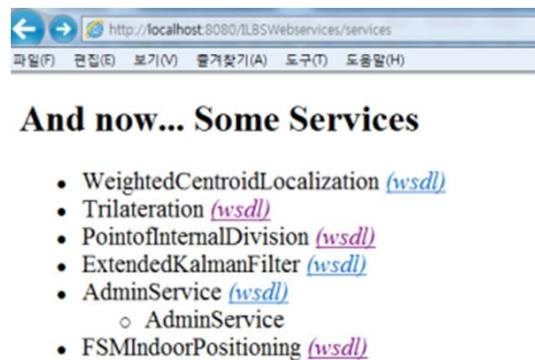 http://localhost:8080/ILBSWebservices/services
파일(F) 편집(E) 보기(V) 즐겨찾기(A) 도구(T) 도움말(H)
And now... Some Services
WeightedCentroidLocalization (wsdl)
Trilateration (wsdl)
PointofInternalDivision (wsdl)
ExtendedKalmanFilter (wsdl)
AdminService (wsdl)
AdminService
FSMIndoorPositioning (wsdl)